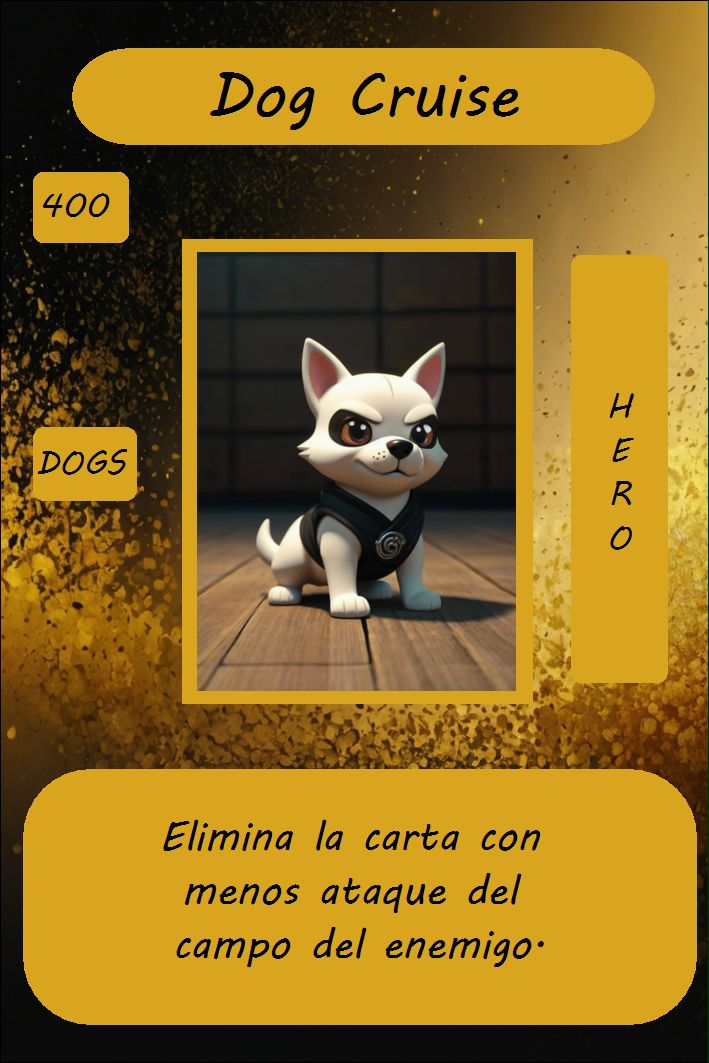 Dog Cruise
400
DOGS
H
E
R
O
Elimina la carta con
menos ataque del
campo del enemigo.